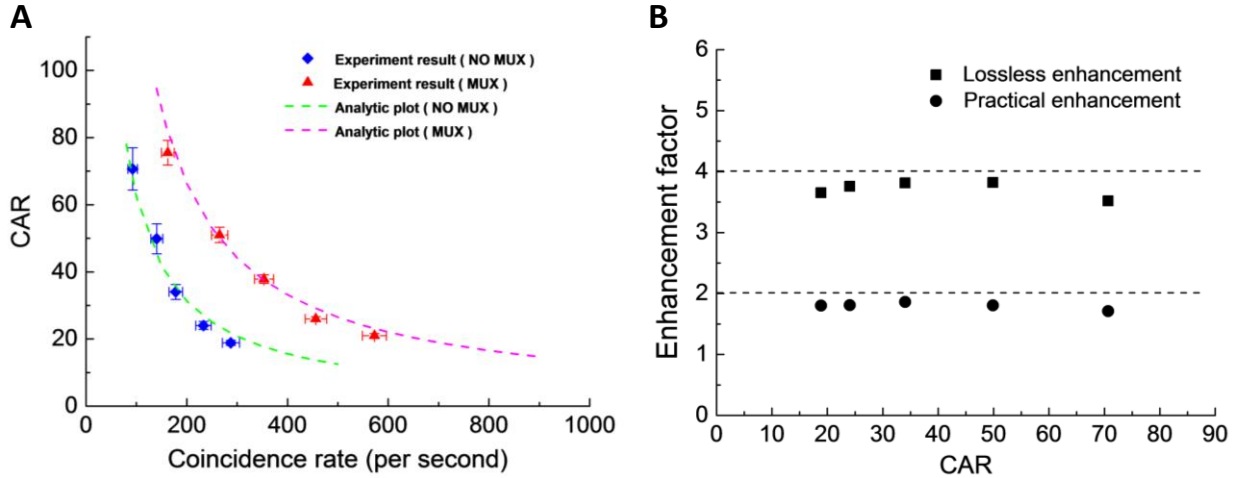 A
CAR
100
80
60
40
20
0
Experiment result ( NO MUX )
Experiment result ( MUX )
Analytic plot ( NO MUX )
Analytic plot ( MUX )
0 200 400 600 800 1000
Coincidence rate (per second)
B
Enhancement factor
6
5
4
3
2
1
0
Lossless enhancement
Practical enhancement
0 10 20 30 40 50 60 70 80 90
CAR